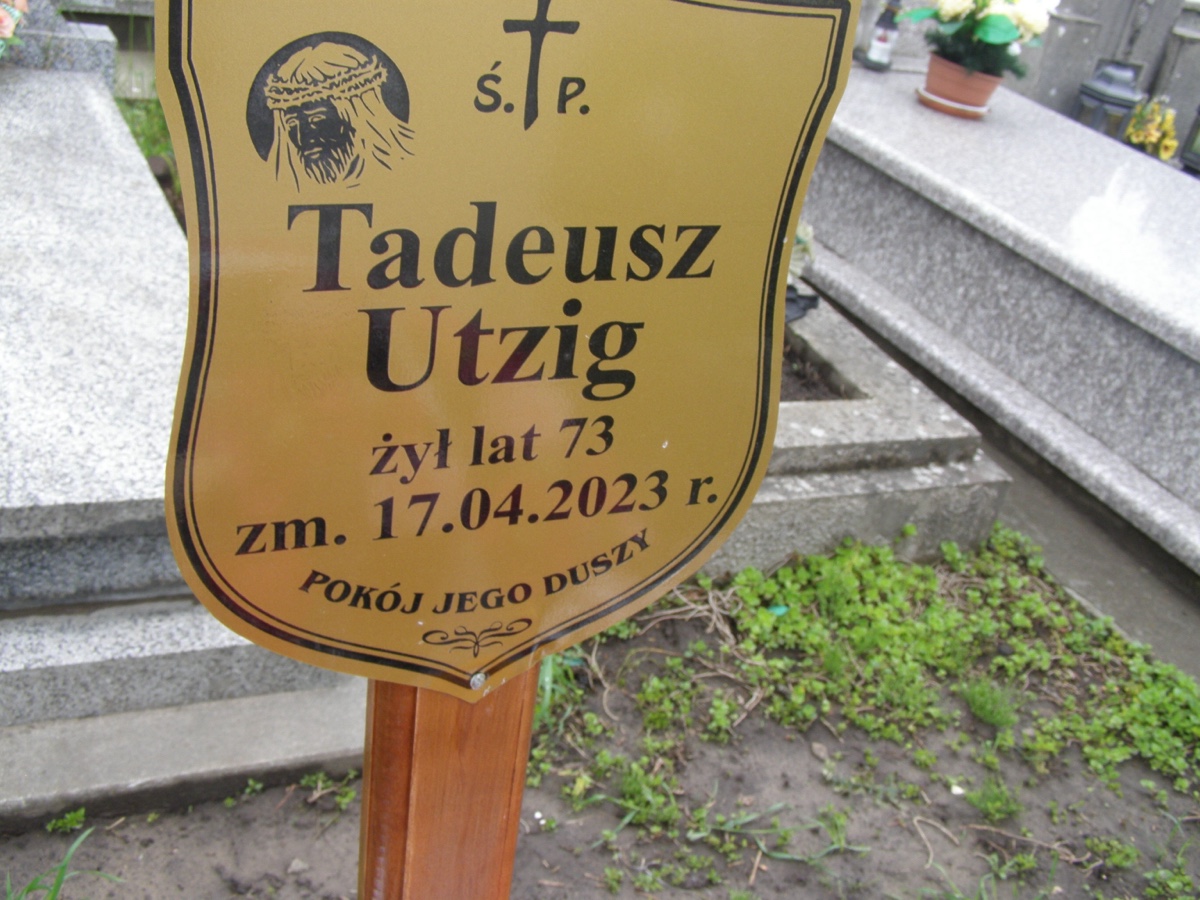 Ś. P.
Tadeusz
Utzig
żył lat 73
zm. 17.04.2023 r.
POKÓJ JEGO DUSZY